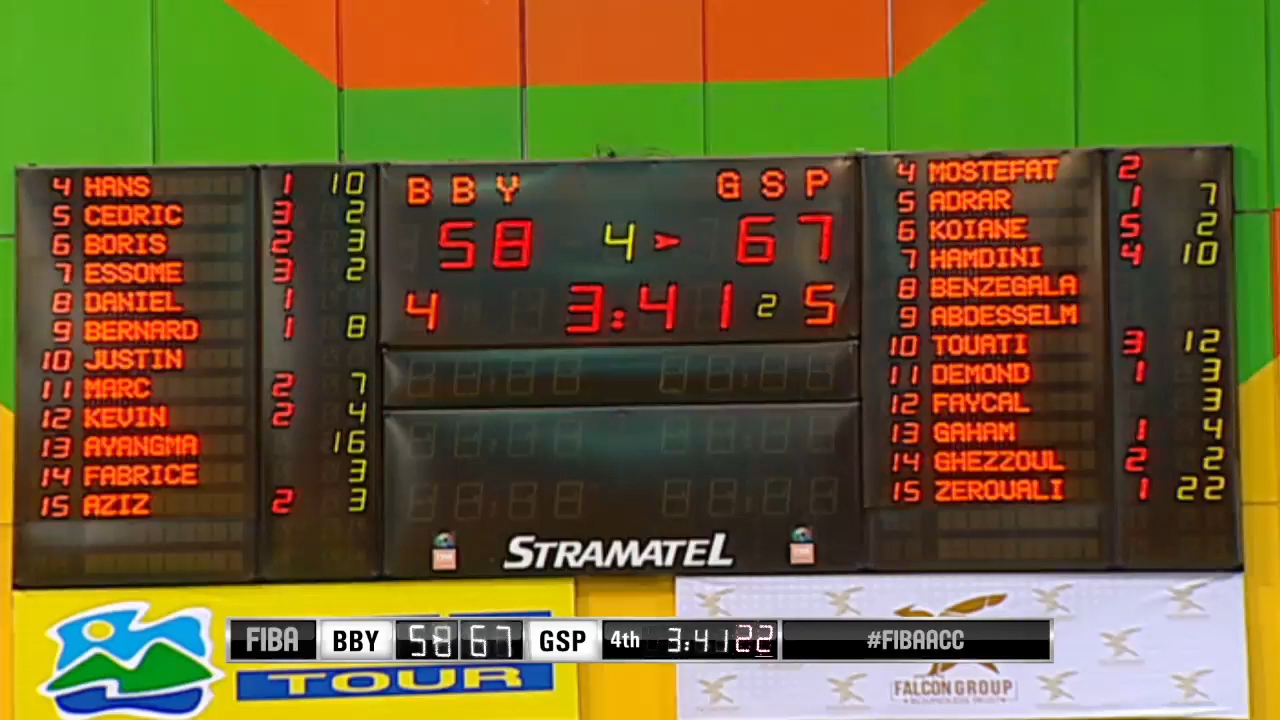 4 HANS 1 10
5 CEDRIC 3 2
6 BORIS 2 3
7 ESSOME 3 2
8 DANIEL 1
9 BERNARD 1 8
10 JUSTIN
11 MARC 2 7
12 KEVIN 2 4
13 AYANGMA 16
14 FABRICE 3
15 AZIZ 2 3
BBY GSP
58 4 67
4 3:41 1 2 5
STRAMATEL
4 MOSTEFAT 2
5 ADRAR 1 7
6 KOIANE 5 2
7 HAMDINI 4 10
8 BENZEGALA
9 ABDESSELM
10 TOUATI 3 12
11 DEMOND 1 3
12 FAYCAL 3
13 GAHAM 1 4
14 GHEZZOUL 2 2
15 ZEROUALI 1 22
FIBA BBY 58 67 GSP 4th 3:41 22 #FIBAACC
TOUR
FALCON GROUP